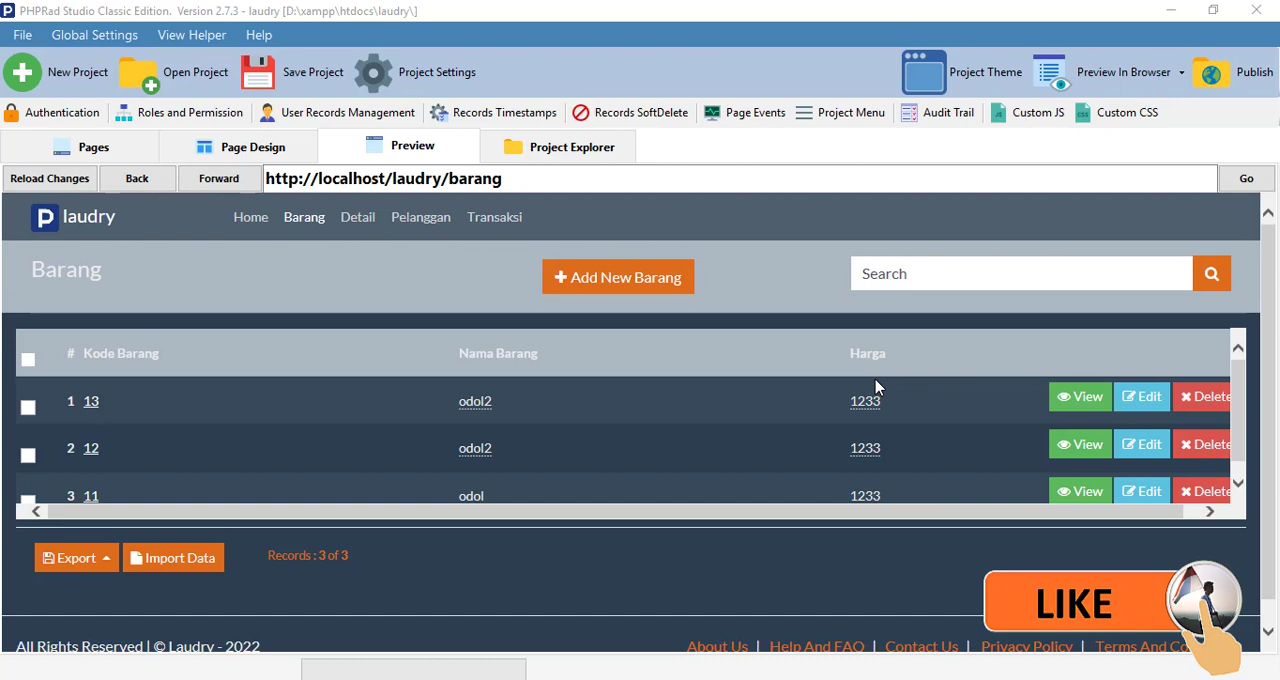 PHPRad Studio Classic Edition. Version 2.7.3 - laudry [D:\xampp\htdocs\laudry\]
File Global Settings View Helper Help
New Project Open Project Save Project Project Settings Project Theme Preview In Browser Publish
Authentication Roles and Permission User Records Management Records Timestamps Records SoftDelete Page Events Project Menu Audit Trail Custom JS Custom CSS
Pages Page Design Preview Project Explorer
Reload Changes Back Forward http://localhost/laudry/barang Go
laudry Home Barang Detail Pelanggan Transaksi
Barang + Add New Barang Search
# Kode Barang Nama Barang Harga
1 13 odol2 1233 View Edit Delete
2 12 odol2 1233 View Edit Delete
3 11 odol 1233 View Edit Delete
Export Import Data Records : 3 of 3
LIKE
All Rights Reserved | © Laudry - 2022 About Us | Help And FAQ | Contact Us | Privacy Policy | Terms And Co